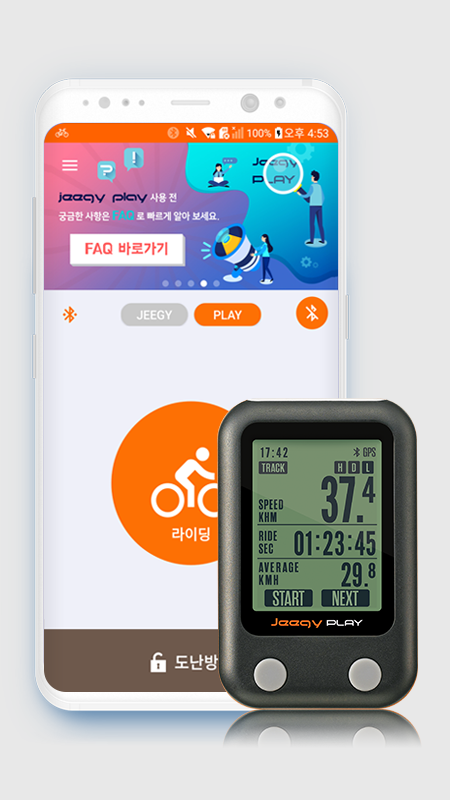 100% 오후 4:53
? !
Jeegy
PLAY
jeegy play 사용 전
궁금한 사항은 FAQ 로 빠르게 알아 보세요.
FAQ 바로가기
JEEGY PLAY
라이딩
도난방
17:42 GPS
TRACK H D L
SPEED
KHM
37.4
RIDE
SEC
01:23:45
AVERAGE
KMH
29.8
START NEXT
Jeegy PLAY